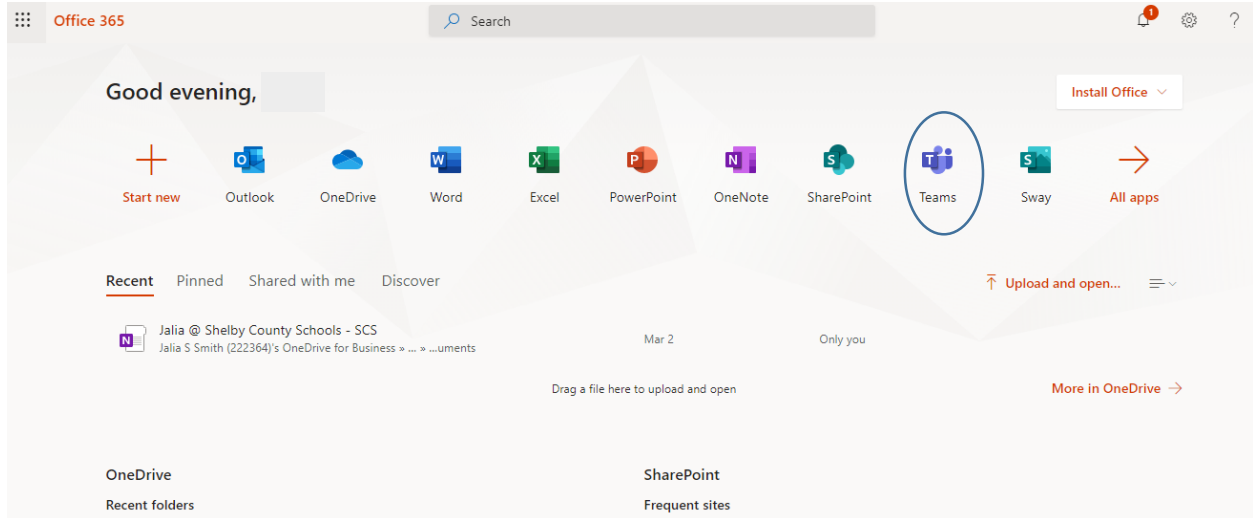 Office 365
Search
1
?
Good evening,
Install Office
Start new
Outlook
OneDrive
Word
Excel
PowerPoint
OneNote
SharePoint
Teams
Sway
All apps
Recent Pinned Shared with me Discover
Upload and open...
Jalia @ Shelby County Schools - SCS
Jalia S Smith (222364)'s OneDrive for Business » ... » ...uments
Mar 2
Only you
Drag a file here to upload and open
More in OneDrive
OneDrive
Recent folders
SharePoint
Frequent sites